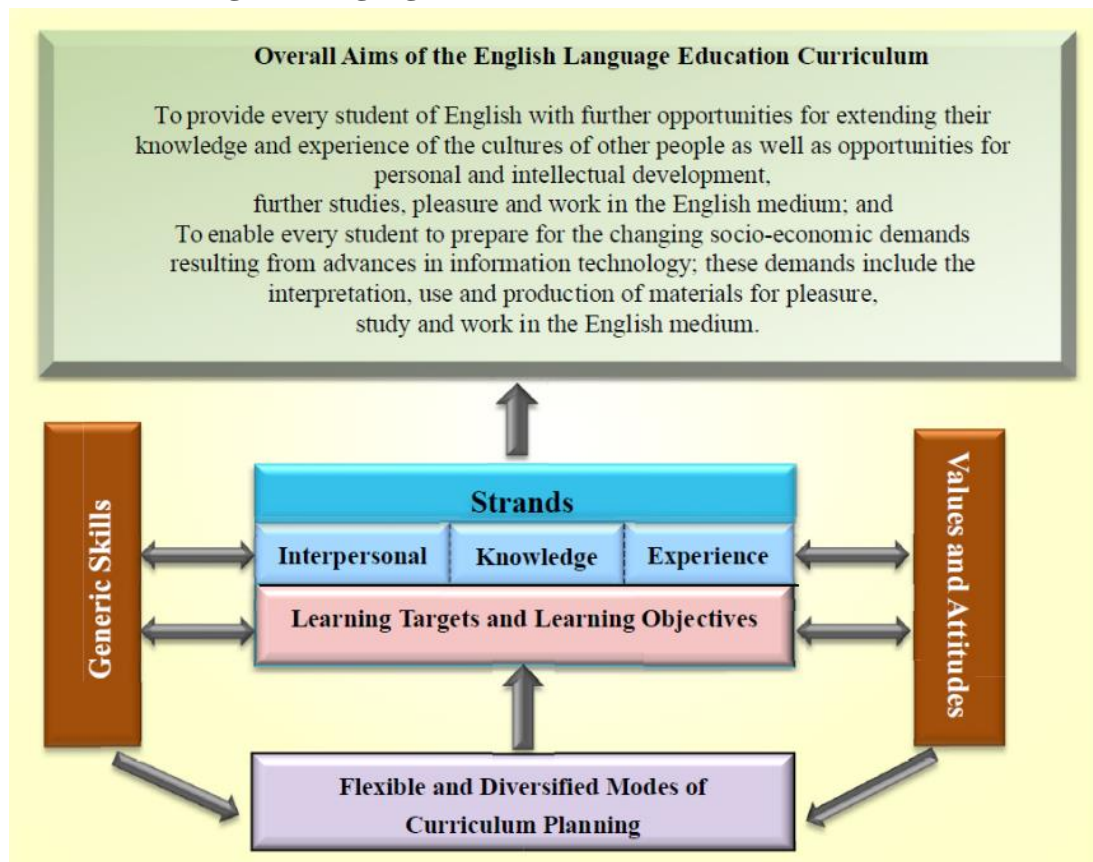 Overall Aims of the English Language Education Curriculum
To provide every student of English with further opportunities for extending their
knowledge and experience of the cultures of other people as well as opportunities for
personal and intellectual development,
further studies, pleasure and work in the English medium; and
To enable every student to prepare for the changing socio-economic demands
resulting from advances in information technology; these demands include the
interpretation, use and production of materials for pleasure,
study and work in the English medium.
Generic Skills
Strands
Interpersonal
Knowledge
Experience
Learning Targets and Learning Objectives
Values and Attitudes
Flexible and Diversified Modes of
Curriculum Planning